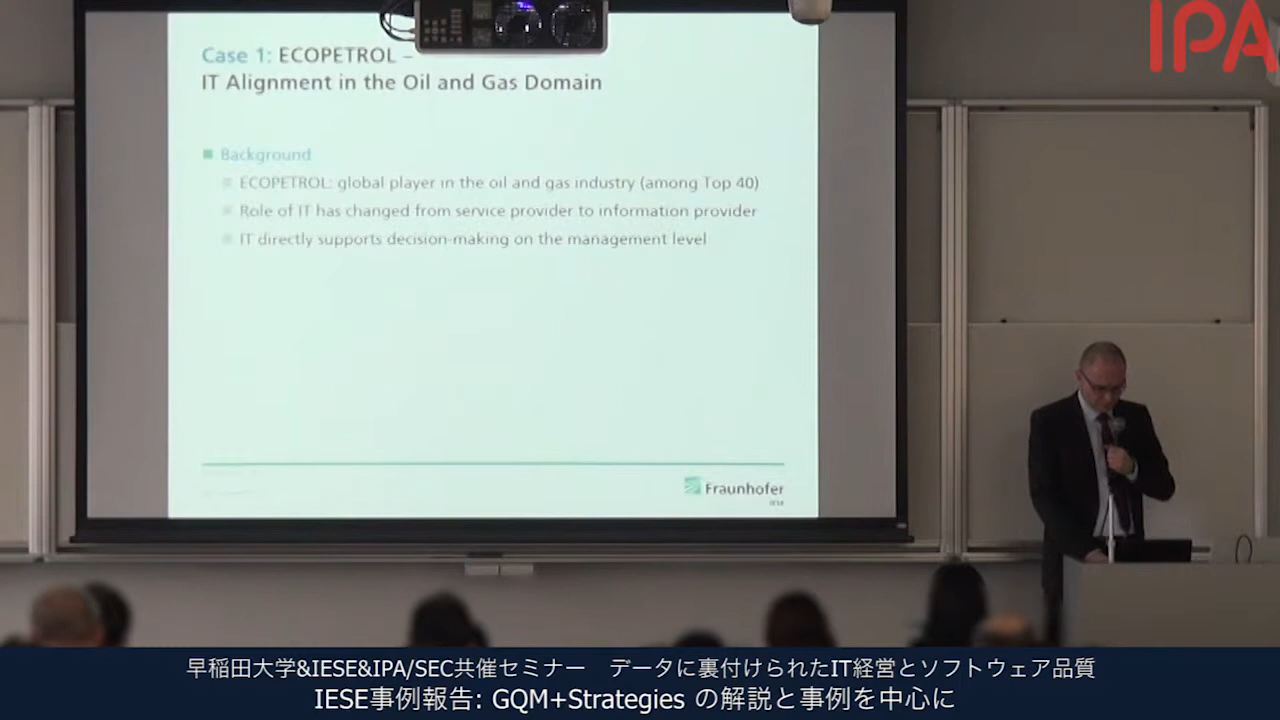 IPA
Case 1: ECOPETROL –
IT Alignment in the Oil and Gas Domain
Background
ECOPETROL: global player in the oil and gas industry (among Top 40)
Role of IT has changed from service provider to information provider
IT directly supports decision-making on the management level
Fraunhofer
IESE
早稲田大学&IESE&IPA/SEC共催セミナー　データに裏付けられたIT経営とソフトウェア品質
IESE事例報告: GQM+Strategies の解説と事例を中心に